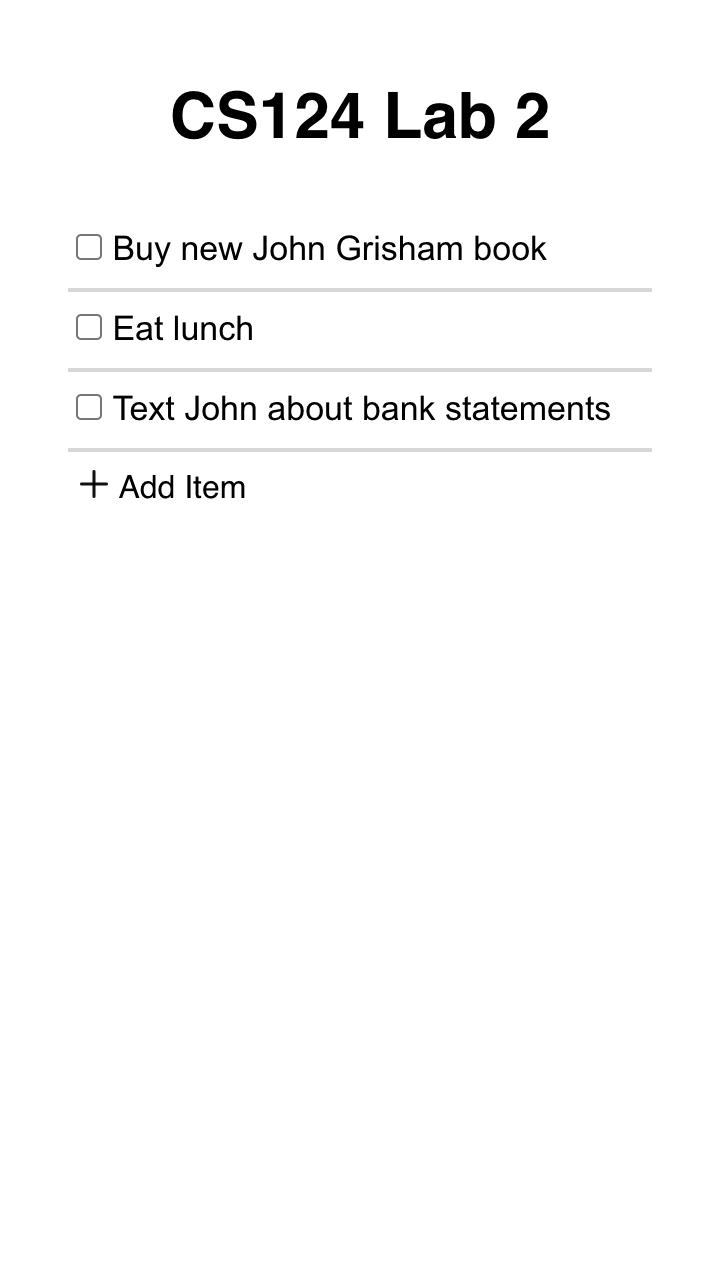 CS124 Lab 2
Buy new John Grisham book
Eat lunch
Text John about bank statements
Add Item